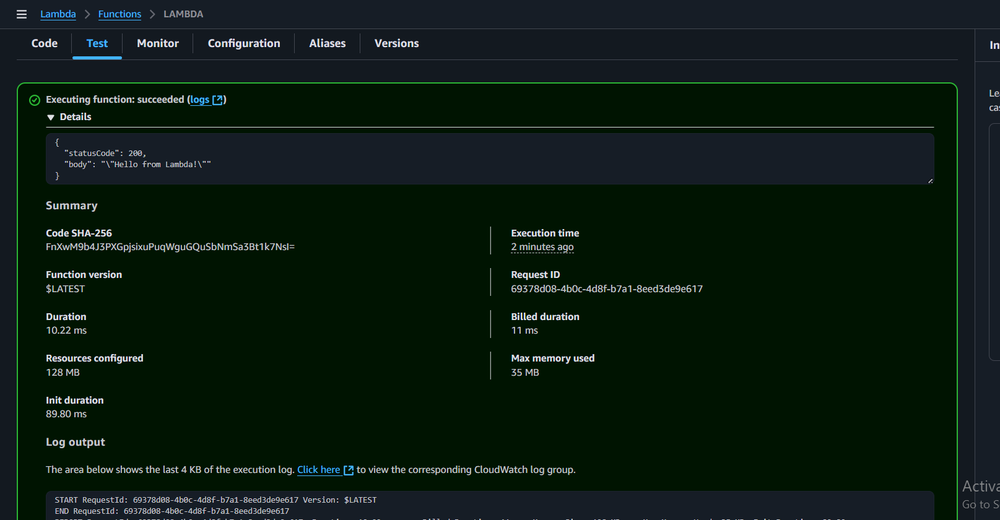 Lambda > Functions > LAMBDA
Code Test Monitor Configuration Aliases Versions
Executing function: succeeded (logs)
Details
{
"statusCode": 200,
"body": "\"Hello from Lambda!\""
}
Summary
Code SHA-256
FnXwM9b4J3PXGpjsixuPuqWguGQuSbNmSa3Bt1k7NsI=
Execution time
2 minutes ago
Function version
$LATEST
Request ID
69378d08-4b0c-4d8f-b7a1-8eed3de9e617
Duration
10.22 ms
Billed duration
11 ms
Resources configured
128 MB
Max memory used
35 MB
Init duration
89.80 ms
Log output
The area below shows the last 4 KB of the execution log. Click here to view the corresponding CloudWatch log group.
START RequestId: 69378d08-4b0c-4d8f-b7a1-8eed3de9e617 Version: $LATEST
END RequestId: 69378d08-4b0c-4d8f-b7a1-8eed3de9e617
In
Le
cas
Activa
Go to S